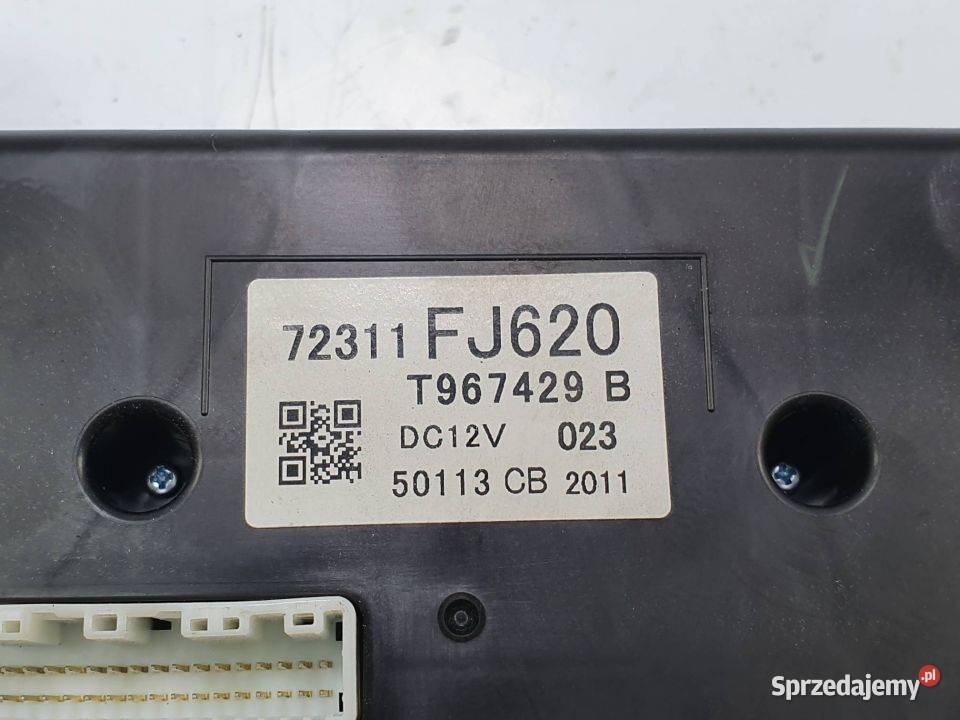 72311 FJ620
T967429 B
DC12V 023
50113 CB 2011
Sprzedajemy.pl